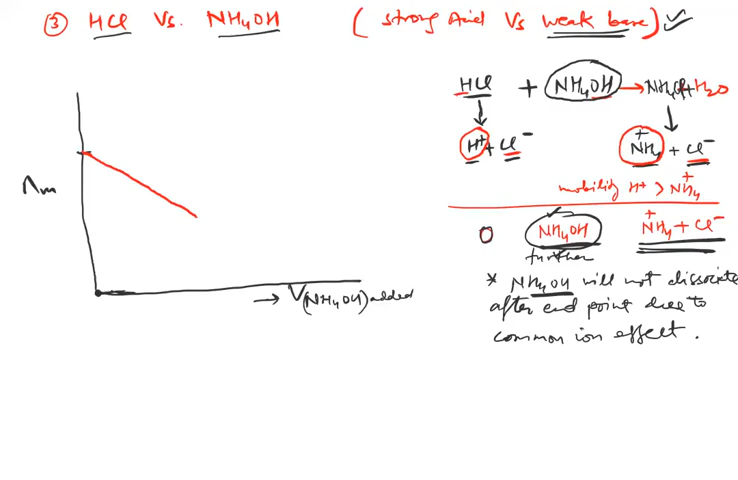 ③ HCl Vs. NH4OH (strong Acid Vs weak base) ✓
HCl + NH4OH → NH4Cl + H2O
H+ + Cl− NH4+ + Cl−
mobility H+ > NH4+
Λm
0 NH4OH NH4+ + Cl−
further
* NH4OH will not dissociate
after end point due to
common ion effect.
→ V(NH4OH) added